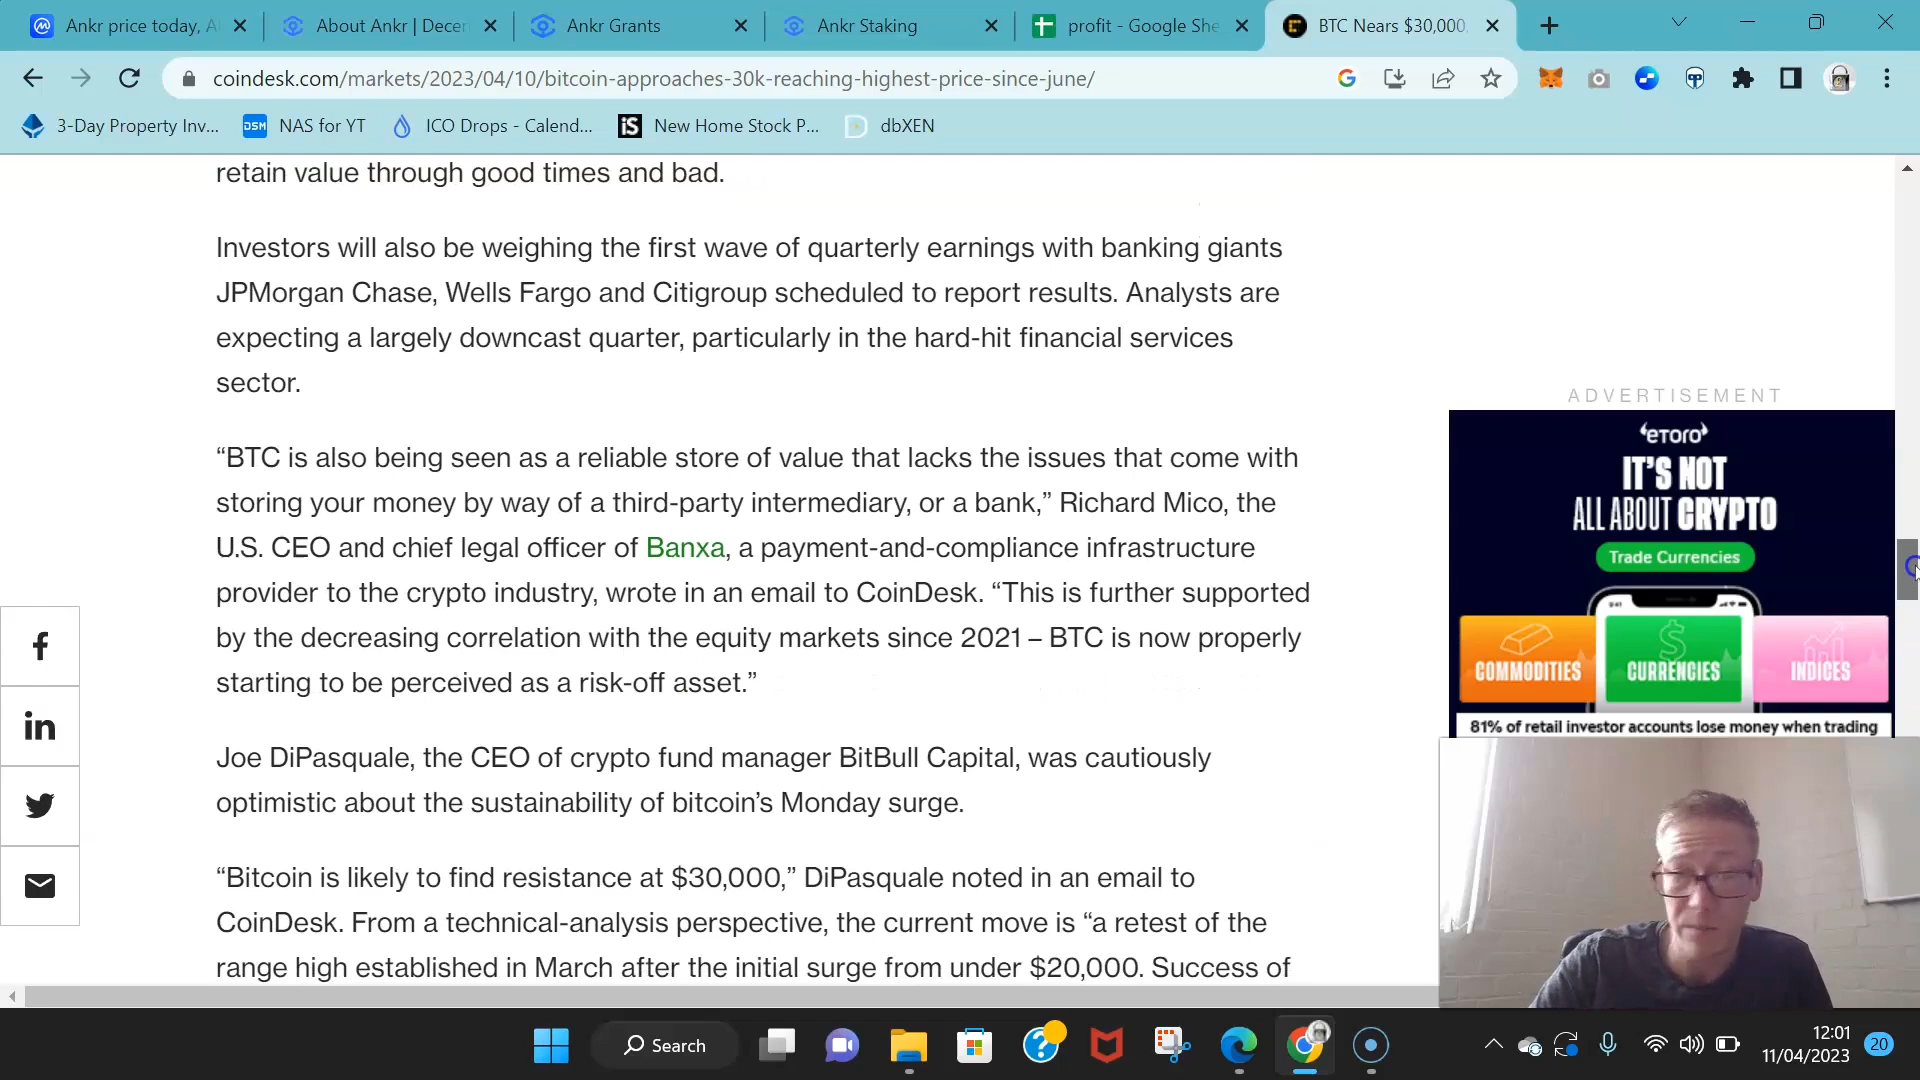 Ankr price today, A
About Ankr | Decen
Ankr Grants
Ankr Staking
profit - Google She
BTC Nears $30,000,
coindesk.com/markets/2023/04/10/bitcoin-approaches-30k-reaching-highest-price-since-june/
3-Day Property Inv...
DSM
NAS for YT
ICO Drops - Calend...
iS
New Home Stock P...
dbXEN
retain value through good times and bad.
Investors will also be weighing the first wave of quarterly earnings with banking giants
JPMorgan Chase, Wells Fargo and Citigroup scheduled to report results. Analysts are
expecting a largely downcast quarter, particularly in the hard-hit financial services
sector.
“BTC is also being seen as a reliable store of value that lacks the issues that come with
storing your money by way of a third-party intermediary, or a bank,” Richard Mico, the
U.S. CEO and chief legal officer of Banxa, a payment-and-compliance infrastructure
provider to the crypto industry, wrote in an email to CoinDesk. “This is further supported
by the decreasing correlation with the equity markets since 2021 – BTC is now properly
starting to be perceived as a risk-off asset.”
Joe DiPasquale, the CEO of crypto fund manager BitBull Capital, was cautiously
optimistic about the sustainability of bitcoin’s Monday surge.
“Bitcoin is likely to find resistance at $30,000,” DiPasquale noted in an email to
CoinDesk. From a technical-analysis perspective, the current move is “a retest of the
range high established in March after the initial surge from under $20,000. Success of
ADVERTISEMENT
eToro
IT'S NOT
ALL ABOUT CRYPTO
Trade Currencies
9:41
COMMODITIES
CURRENCIES
INDICES
81% of retail investor accounts lose money when trading
Search
12:01
11/04/2023
20